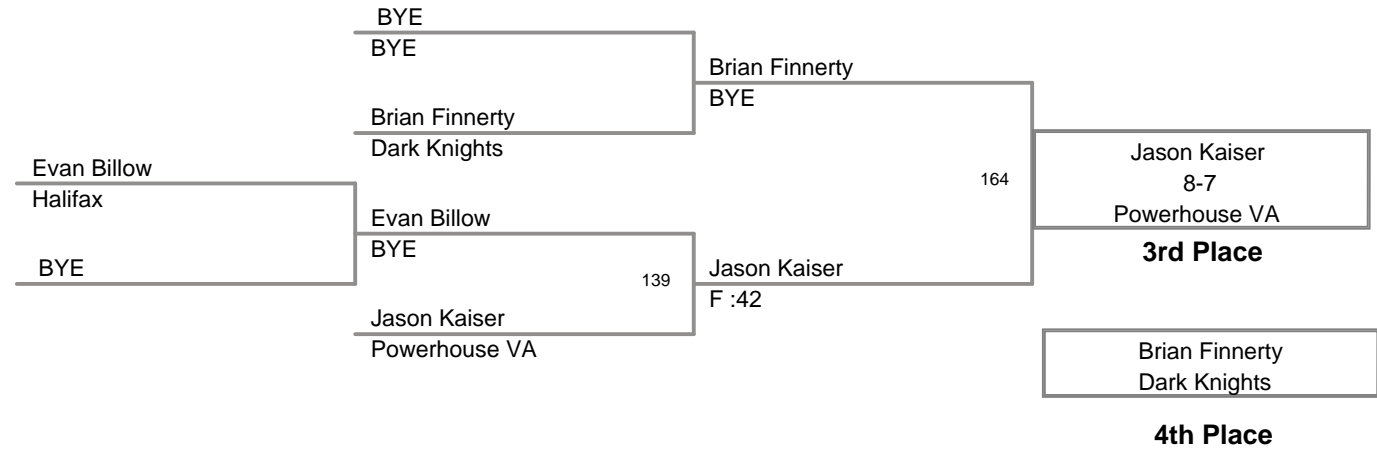 BYE
BYE
Brian Finnerty
BYE
Brian Finnerty
Dark Knights
Evan Billow
Halifax
BYE
Evan Billow
BYE
139
Jason Kaiser
Powerhouse VA
Jason Kaiser
F :42
164
Jason Kaiser
8-7
Powerhouse VA
3rd Place
Brian Finnerty
Dark Knights
4th Place